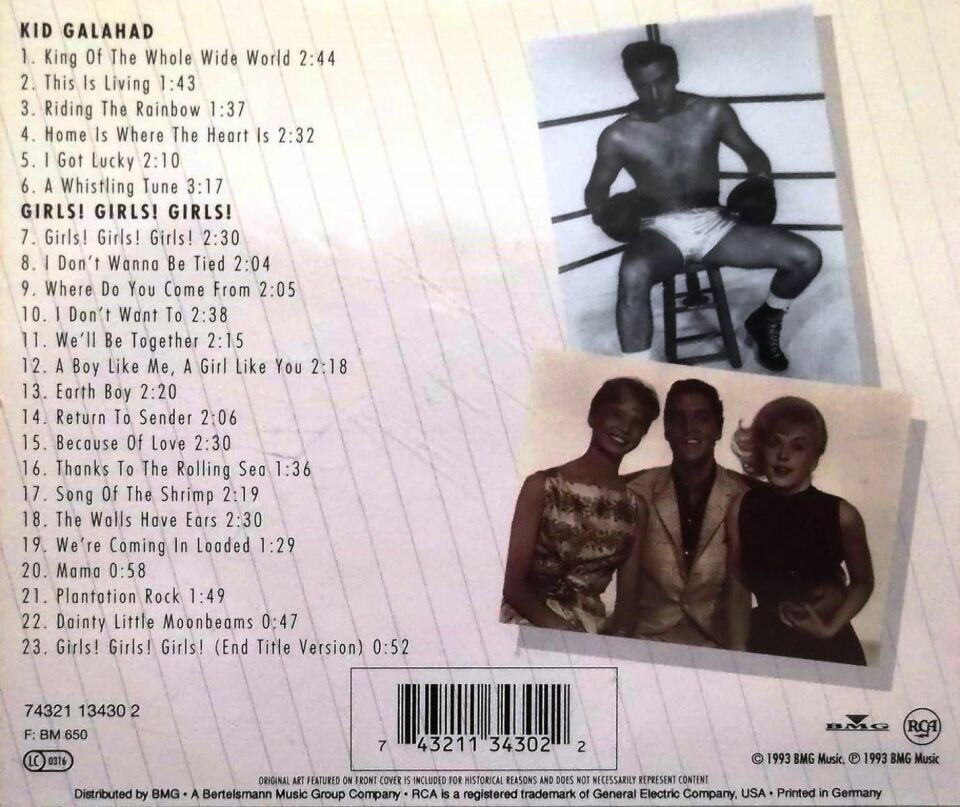 KID GALAHAD
1. King Of The Whole Wide World 2:44
2. This Is Living 1:43
3. Riding The Rainbow 1:37
4. Home Is Where The Heart Is 2:32
5. I Got Lucky 2:10
6. A Whistling Tune 3:17
GIRLS! GIRLS! GIRLS!
7. Girls! Girls! Girls! 2:30
8. I Don't Wanna Be Tied 2:04
9. Where Do You Come From 2:05
10. I Don't Want To 2:38
11. We'll Be Together 2:15
12. A Boy Like Me, A Girl Like You 2:18
13. Earth Boy 2:20
14. Return To Sender 2:06
15. Because Of Love 2:30
16. Thanks To The Rolling Sea 1:36
17. Song Of The Shrimp 2:19
18. The Walls Have Ears 2:30
19. We're Coming In Loaded 1:29
20. Mama 0:58
21. Plantation Rock 1:49
22. Dainty Little Moonbeams 0:47
23. Girls! Girls! Girls! (End Title Version) 0:52
74321 13430 2
F: BM 650
LC 0316
7 43211 34302 2
BMG RCA
© 1993 BMG Music, ℗ 1993 BMG Music
ORIGINAL ART FEATURED ON FRONT COVER IS INCLUDED FOR HISTORICAL REASONS AND DOES NOT NECESSARILY REPRESENT CONTENT
Distributed by BMG • A Bertelsmann Music Group Company • RCA is a registered trademark of General Electric Company, USA • Printed in Germany